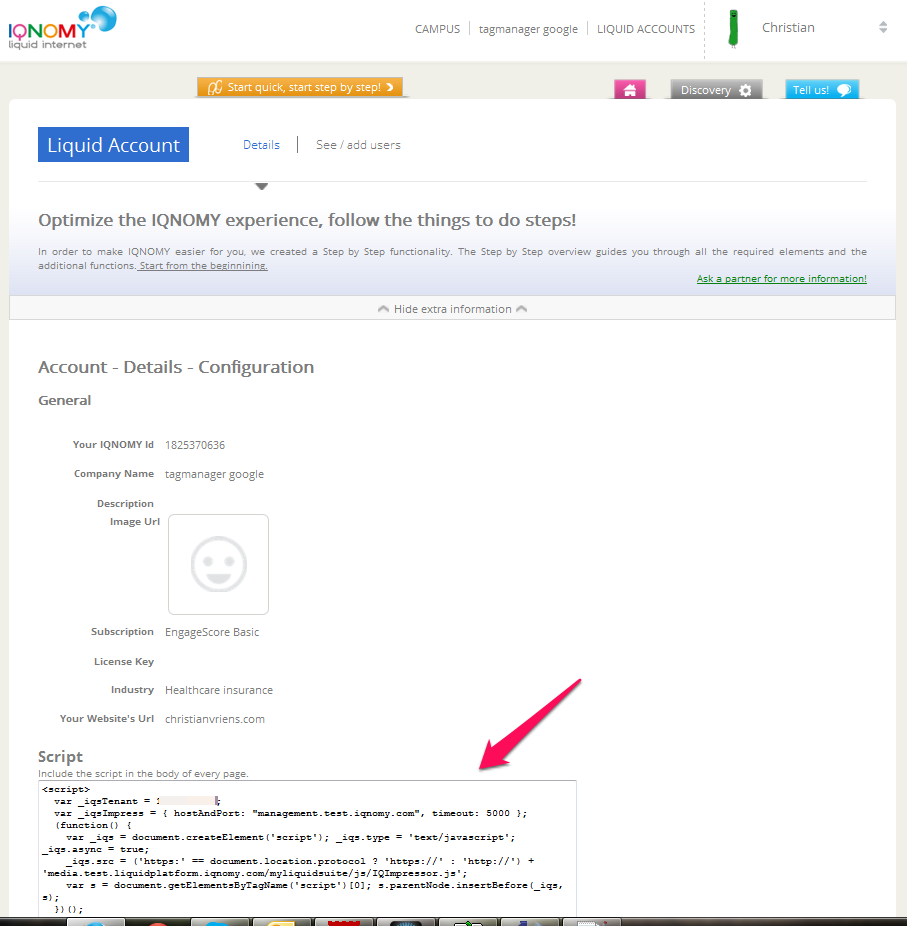 IQNOMY
liquid internet
CAMPUS
tagmanager google
LIQUID ACCOUNTS
Christian
Start quick, start step by step!
Discovery
Tell us!
Liquid Account
Details
See / add users
Optimize the IQNOMY experience, follow the things to do steps!
In order to make IQNOMY easier for you, we created a Step by Step functionality. The Step by Step overview guides you through all the required elements and the
additional functions. Start from the beginnining.
Ask a partner for more information!
Hide extra information
Account - Details - Configuration
General
Your IQNOMY Id 1825370636
Company Name tagmanager google
Description
Image Url
Subscription EngageScore Basic
License Key
Industry Healthcare insurance
Your Website's Url christianvriens.com
Script
Include the script in the body of every page.
<script>
var _iqsTenant = 1 ;
var _iqsImpress = { hostAndPort: "management.test.iqnomy.com", timeout: 5000 };
(function() {
var _iqs = document.createElement('script'); _iqs.type = 'text/javascript';
_iqs.async = true;
_iqs.src = ('https:' == document.location.protocol ? 'https://' : 'http://') +
'media.test.liquidplatform.iqnomy.com/myliquidsuite/js/IQImpressor.js';
var s = document.getElementsByTagName('script')[0]; s.parentNode.insertBefore(_iqs,
s);
})();